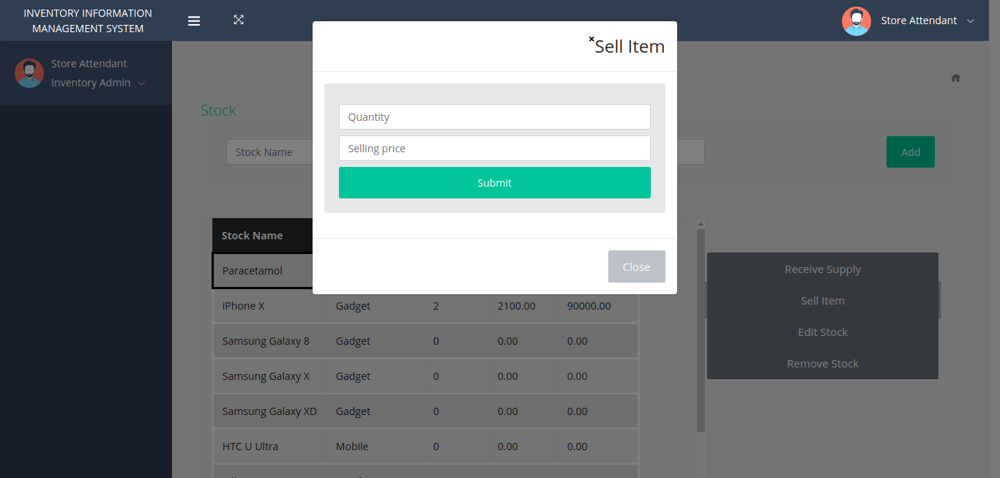 INVENTORY INFORMATION
MANAGEMENT SYSTEM
Store Attendant
Store Attendant
Inventory Admin
×Sell Item
Quantity
Selling price
Submit
Close
Stock
Stock Name
Add
Stock Name
Paracetamol
iPhone X Gadget 2 2100.00 90000.00
Samsung Galaxy 8 Gadget 0 0.00 0.00
Samsung Galaxy X Gadget 0 0.00 0.00
Samsung Galaxy XD Gadget 0 0.00 0.00
HTC U Ultra Mobile 0 0.00 0.00
Receive Supply
Sell Item
Edit Stock
Remove Stock